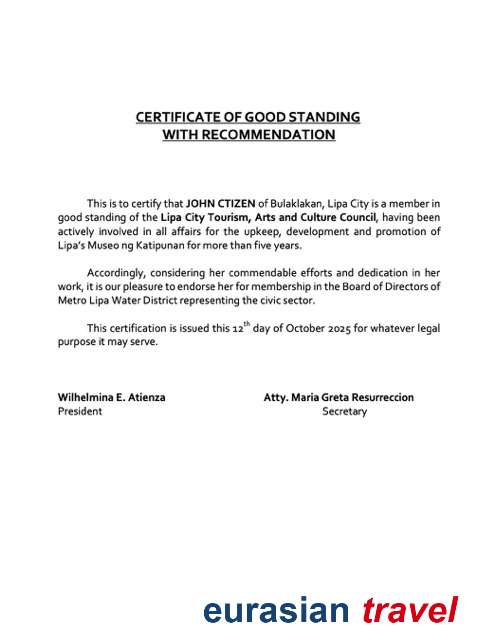 CERTIFICATE OF GOOD STANDING
WITH RECOMMENDATION
This is to certify that JOHN CTIZEN of Bulaklakan, Lipa City is a member in
good standing of the Lipa City Tourism, Arts and Culture Council, having been
actively involved in all affairs for the upkeep, development and promotion of
Lipa's Museo ng Katipunan for more than five years.
Accordingly, considering her commendable efforts and dedication in her
work, it is our pleasure to endorse her for membership in the Board of Directors of
Metro Lipa Water District representing the civic sector.
This certification is issued this 12th day of October 2025 for whatever legal
purpose it may serve.
Wilhelmina E. Atienza Atty. Maria Greta Resurreccion
President Secretary
eurasian travel